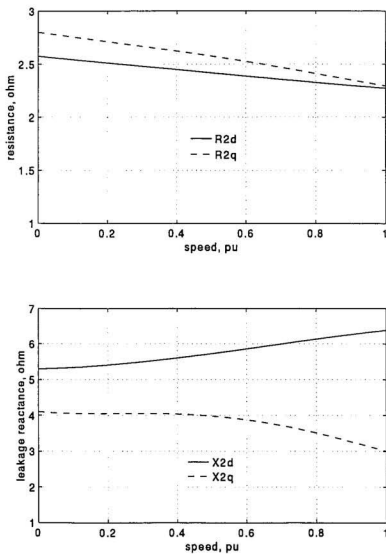 3
2.5
2
1.5
1
resistance, ohm
R2d
R2q
0 0.2 0.4 0.6 0.8 1
speed, pu
7
6
5
4
3
2
1
leakage reactance, ohm
X2d
X2q
0 0.2 0.4 0.6 0.8 1
speed, pu